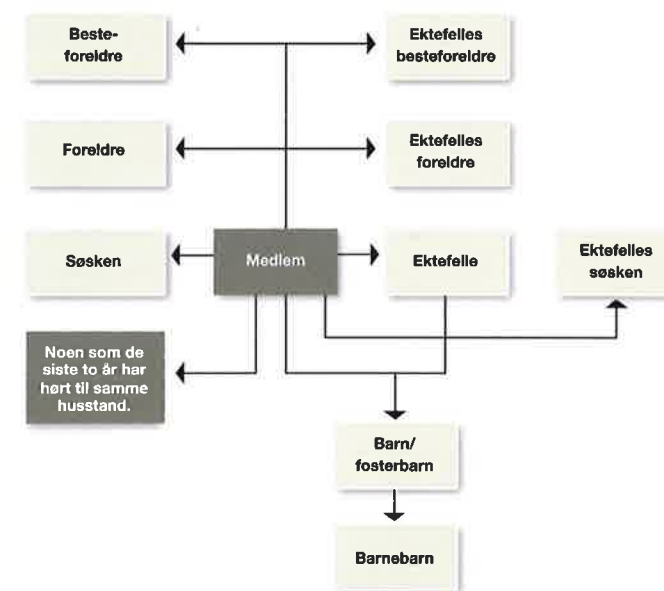 Beste-
foreldre
Ektefelles
besteforeldre
Foreldre
Ektefelles
foreldre
Søsken
Medlem
Ektefelle
Ektefelles
søsken
Noen som de
siste to år har
hørt til samme
husstand.
Barn/
fosterbarn
Barnebarn